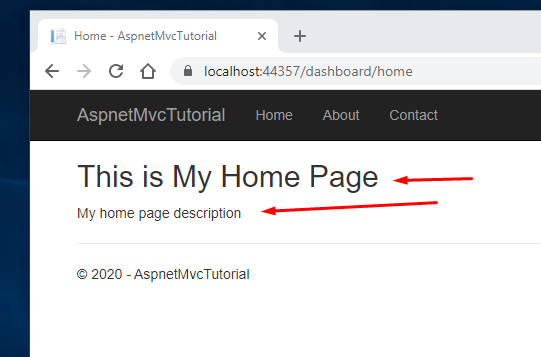 Home - AspnetMvcTutorial
localhost:44357/dashboard/home
AspnetMvcTutorial Home About Contact
This is My Home Page
My home page description
© 2020 - AspnetMvcTutorial